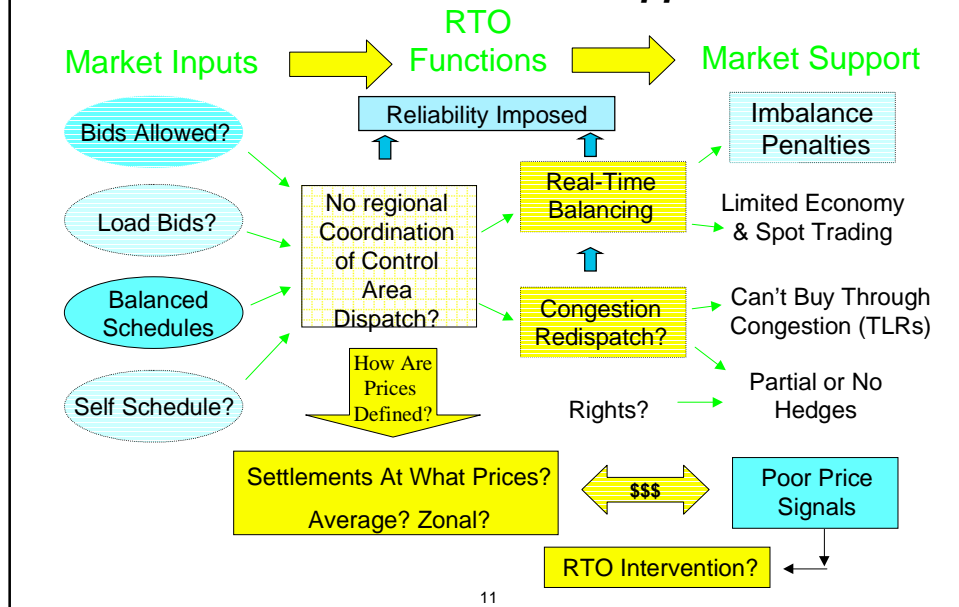 RTO
Functions
Market Inputs
Market Support
Reliability Imposed
Bids Allowed?
Load Bids?
Balanced
Schedules
Self Schedule?
No regional
Coordination
of Control
Area
Dispatch?
Real-Time
Balancing
Congestion
Redispatch?
Imbalance
Penalties
Limited Economy
& Spot Trading
Can't Buy Through
Congestion (TLRs)
Rights?
Partial or No
Hedges
How Are
Prices
Defined?
Settlements At What Prices?
Average? Zonal?
$$$
Poor Price
Signals
RTO Intervention?
11